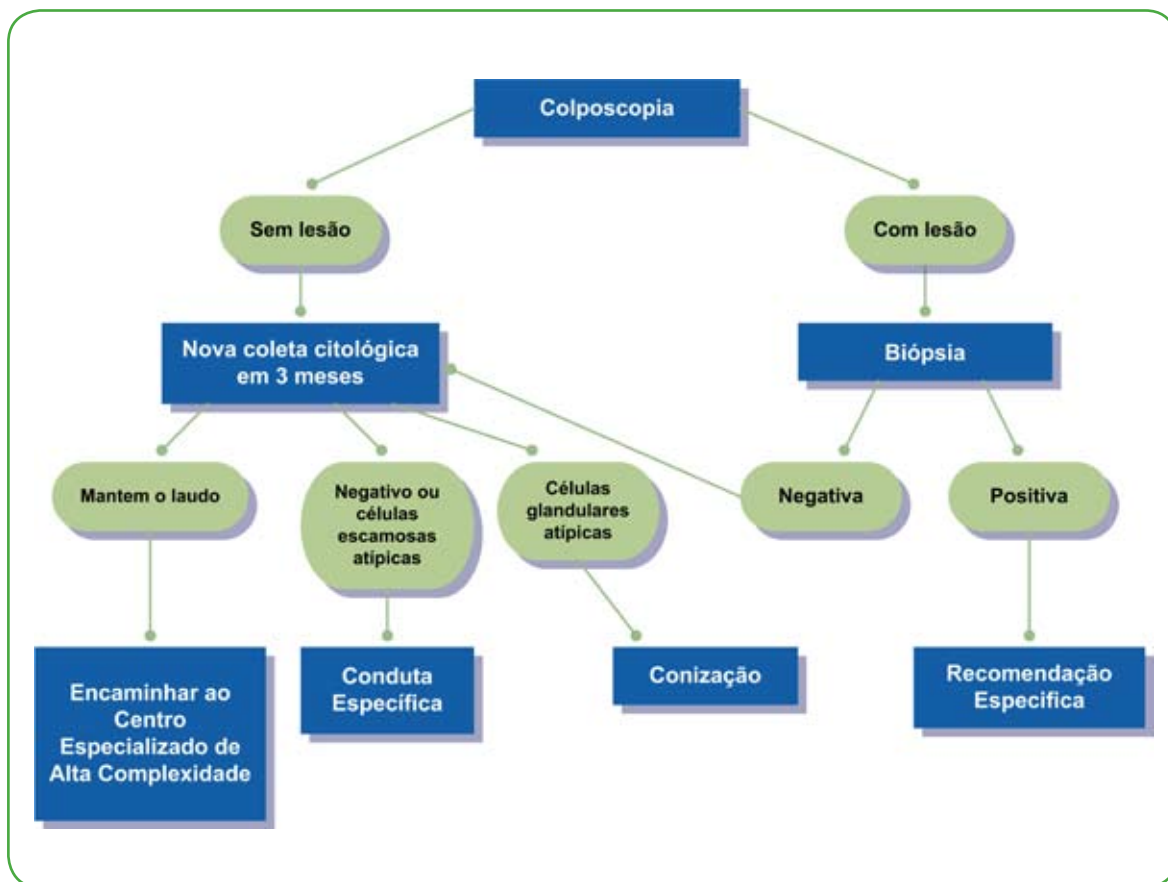 Colposcopia
Sem lesão
Com lesão
Nova coleta citológica
em 3 meses
Biópsia
Mantem o laudo
Negativo ou
células
escamosas
atípicas
Células
glandulares
atípicas
Negativa
Positiva
Encaminhar ao
Centro
Especializado de
Alta Complexidade
Conduta
Específica
Conização
Recomendação
Específica